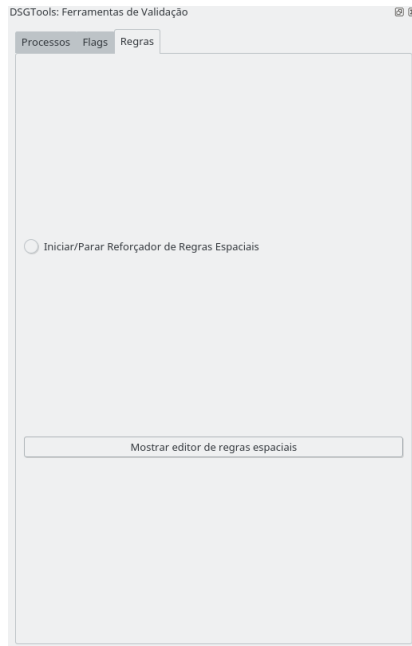 DSGTools: Ferramentas de Validação
Processos Flags Regras
Iniciar/Parar Reforçador de Regras Espaciais
Mostrar editor de regras espaciais